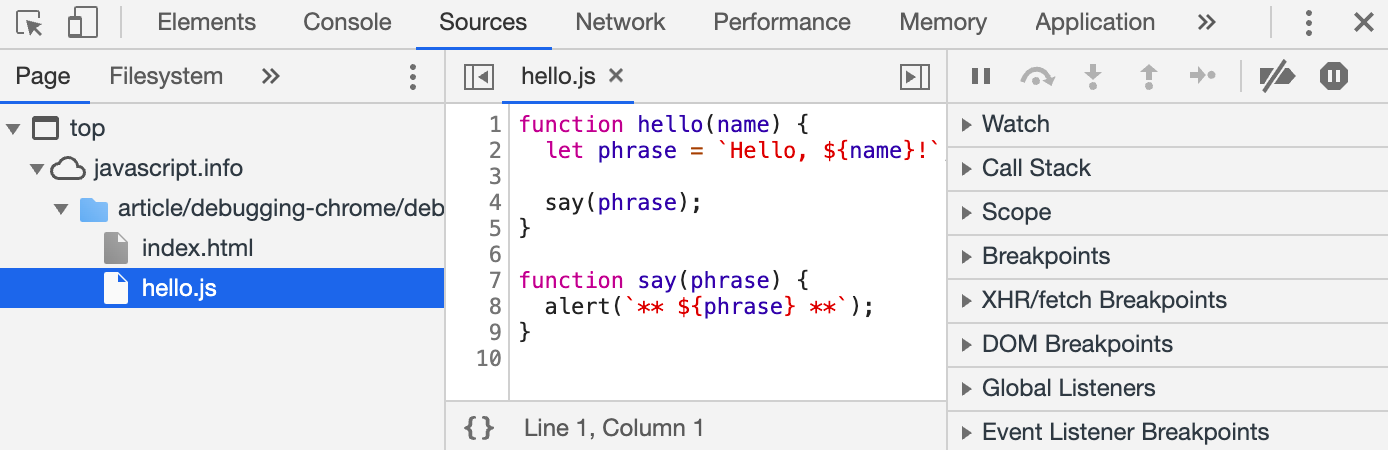 Elements Console Sources Network Performance Memory Application »
Page Filesystem »
top
javascript.info
article/debugging-chrome/deb
index.html
hello.js
hello.js ×
1 function hello(name) {
2   let phrase = `Hello, ${name}!`
3
4   say(phrase);
5 }
6
7 function say(phrase) {
8   alert(`** ${phrase} **`);
9 }
10
{} Line 1, Column 1
Watch
Call Stack
Scope
Breakpoints
XHR/fetch Breakpoints
DOM Breakpoints
Global Listeners
Event Listener Breakpoints